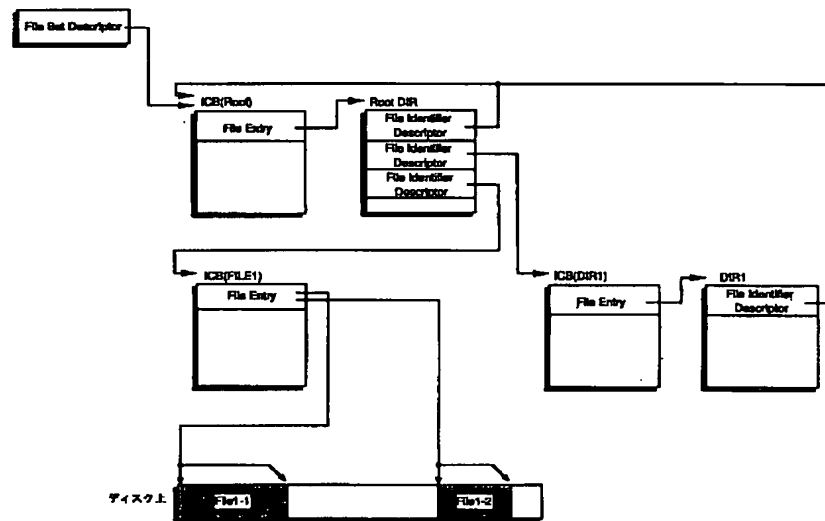 File Set Descriptor
ICB(Root)
File Entry
Root DIR
File Identifier
Descriptor
File Identifier
Descriptor
File Identifier
Descriptor
ICB(FILE1)
File Entry
ICB(DIR1)
File Entry
DIR1
File Identifier
Descriptor
ディスク上
File1-1
File1-2